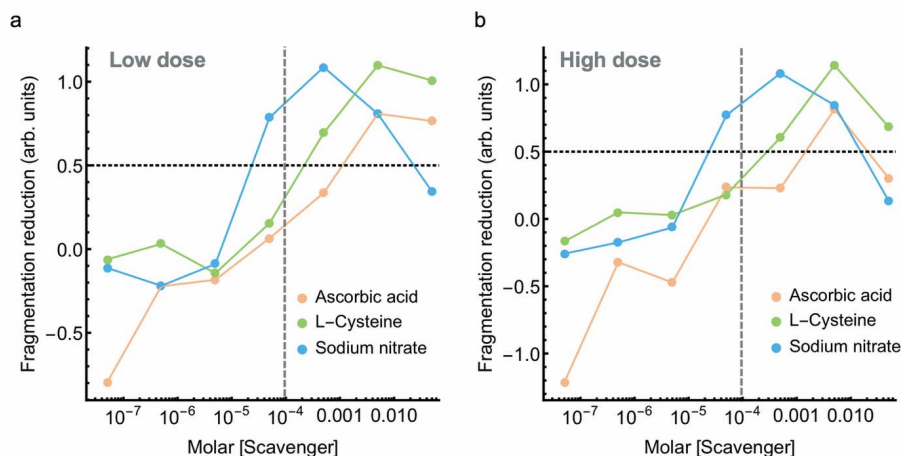 a
Low dose
Fragmentation reduction (arb. units)
1.0
0.5
0.0
−0.5
Ascorbic acid
L−Cysteine
Sodium nitrate
10⁻⁷ 10⁻⁶ 10⁻⁵ 10⁻⁴ 0.001 0.010
Molar [Scavenger]
b
High dose
Fragmentation reduction (arb. units)
1.0
0.5
0.0
−0.5
−1.0
Ascorbic acid
L−Cysteine
Sodium nitrate
10⁻⁷ 10⁻⁶ 10⁻⁵ 10⁻⁴ 0.001 0.010
Molar [Scavenger]